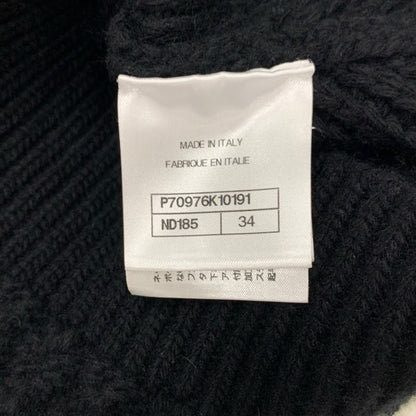 MADE IN ITALY
FABRIQUE EN ITALIE
P70976K10191
ND185 34